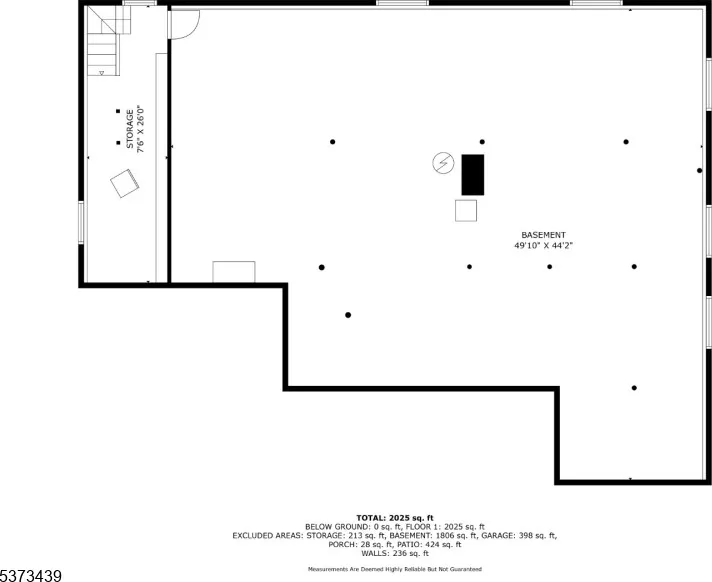 STORAGE
7'6" X 26'0"
BASEMENT
49'10" X 44'2"
TOTAL: 2025 sq. ft
BELOW GROUND: 0 sq. ft, FLOOR 1: 2025 sq. ft
EXCLUDED AREAS: STORAGE: 213 sq. ft, BASEMENT: 1806 sq. ft, GARAGE: 398 sq. ft,
PORCH: 28 sq. ft, PATIO: 424 sq. ft
WALLS: 236 sq. ft
Measurements Are Deemed Highly Reliable But Not Guaranteed
5373439